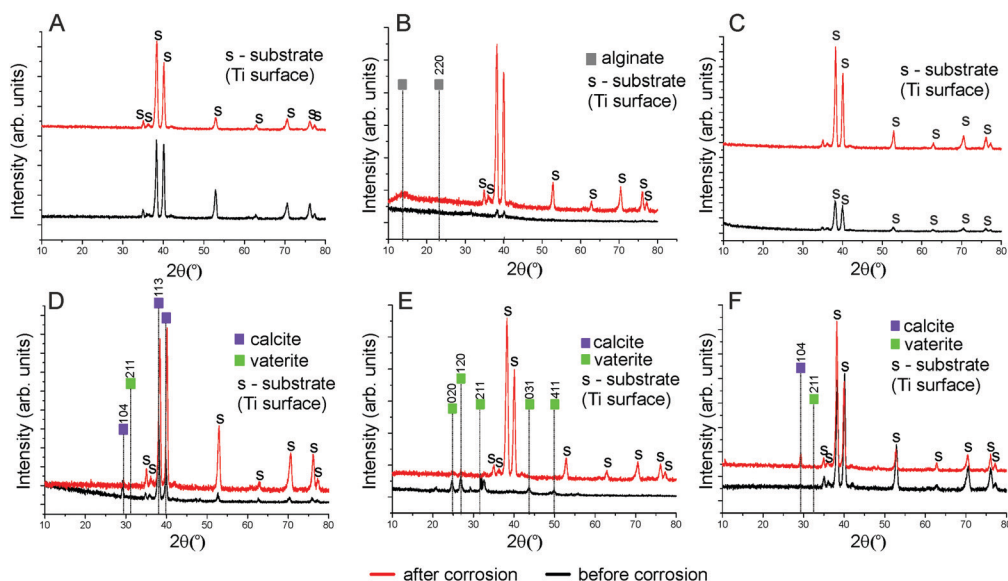 A
s - substrate
(Ti surface)
S
S
S
S
S
S
S
S
S
Intensity (arb. units)
10 20 30 40 50 60 70 80
2θ(°)
B
alginate
s - substrate
(Ti surface)
220
S
S
S
S
S
S
S
Intensity (arb. units)
10 20 30 40 50 60 70 80
2θ(°)
C
s - substrate
(Ti surface)
S
S
S
S
S
S
S
S
S
S
S
S
Intensity (arb. units)
10 20 30 40 50 60 70 80
2θ(°)
D
113
calcite
vaterite
s - substrate
(Ti surface)
211
104
S
S
S
S
S
S
S
Intensity (arb. units)
10 20 30 40 50 60 70 80
2θ(°)
E
calcite
vaterite
s - substrate
(Ti surface)
020
120
211
031
411
S
S
S
S
S
S
S
S
S
Intensity (arb. units)
10 20 30 40 50 60 70 80
2θ(°)
F
calcite
vaterite
s - substrate
(Ti surface)
104
211
S
S
S
S
S
S
S
S
S
Intensity (arb. units)
10 20 30 40 50 60 70 80
2θ(°)
after corrosion before corrosion